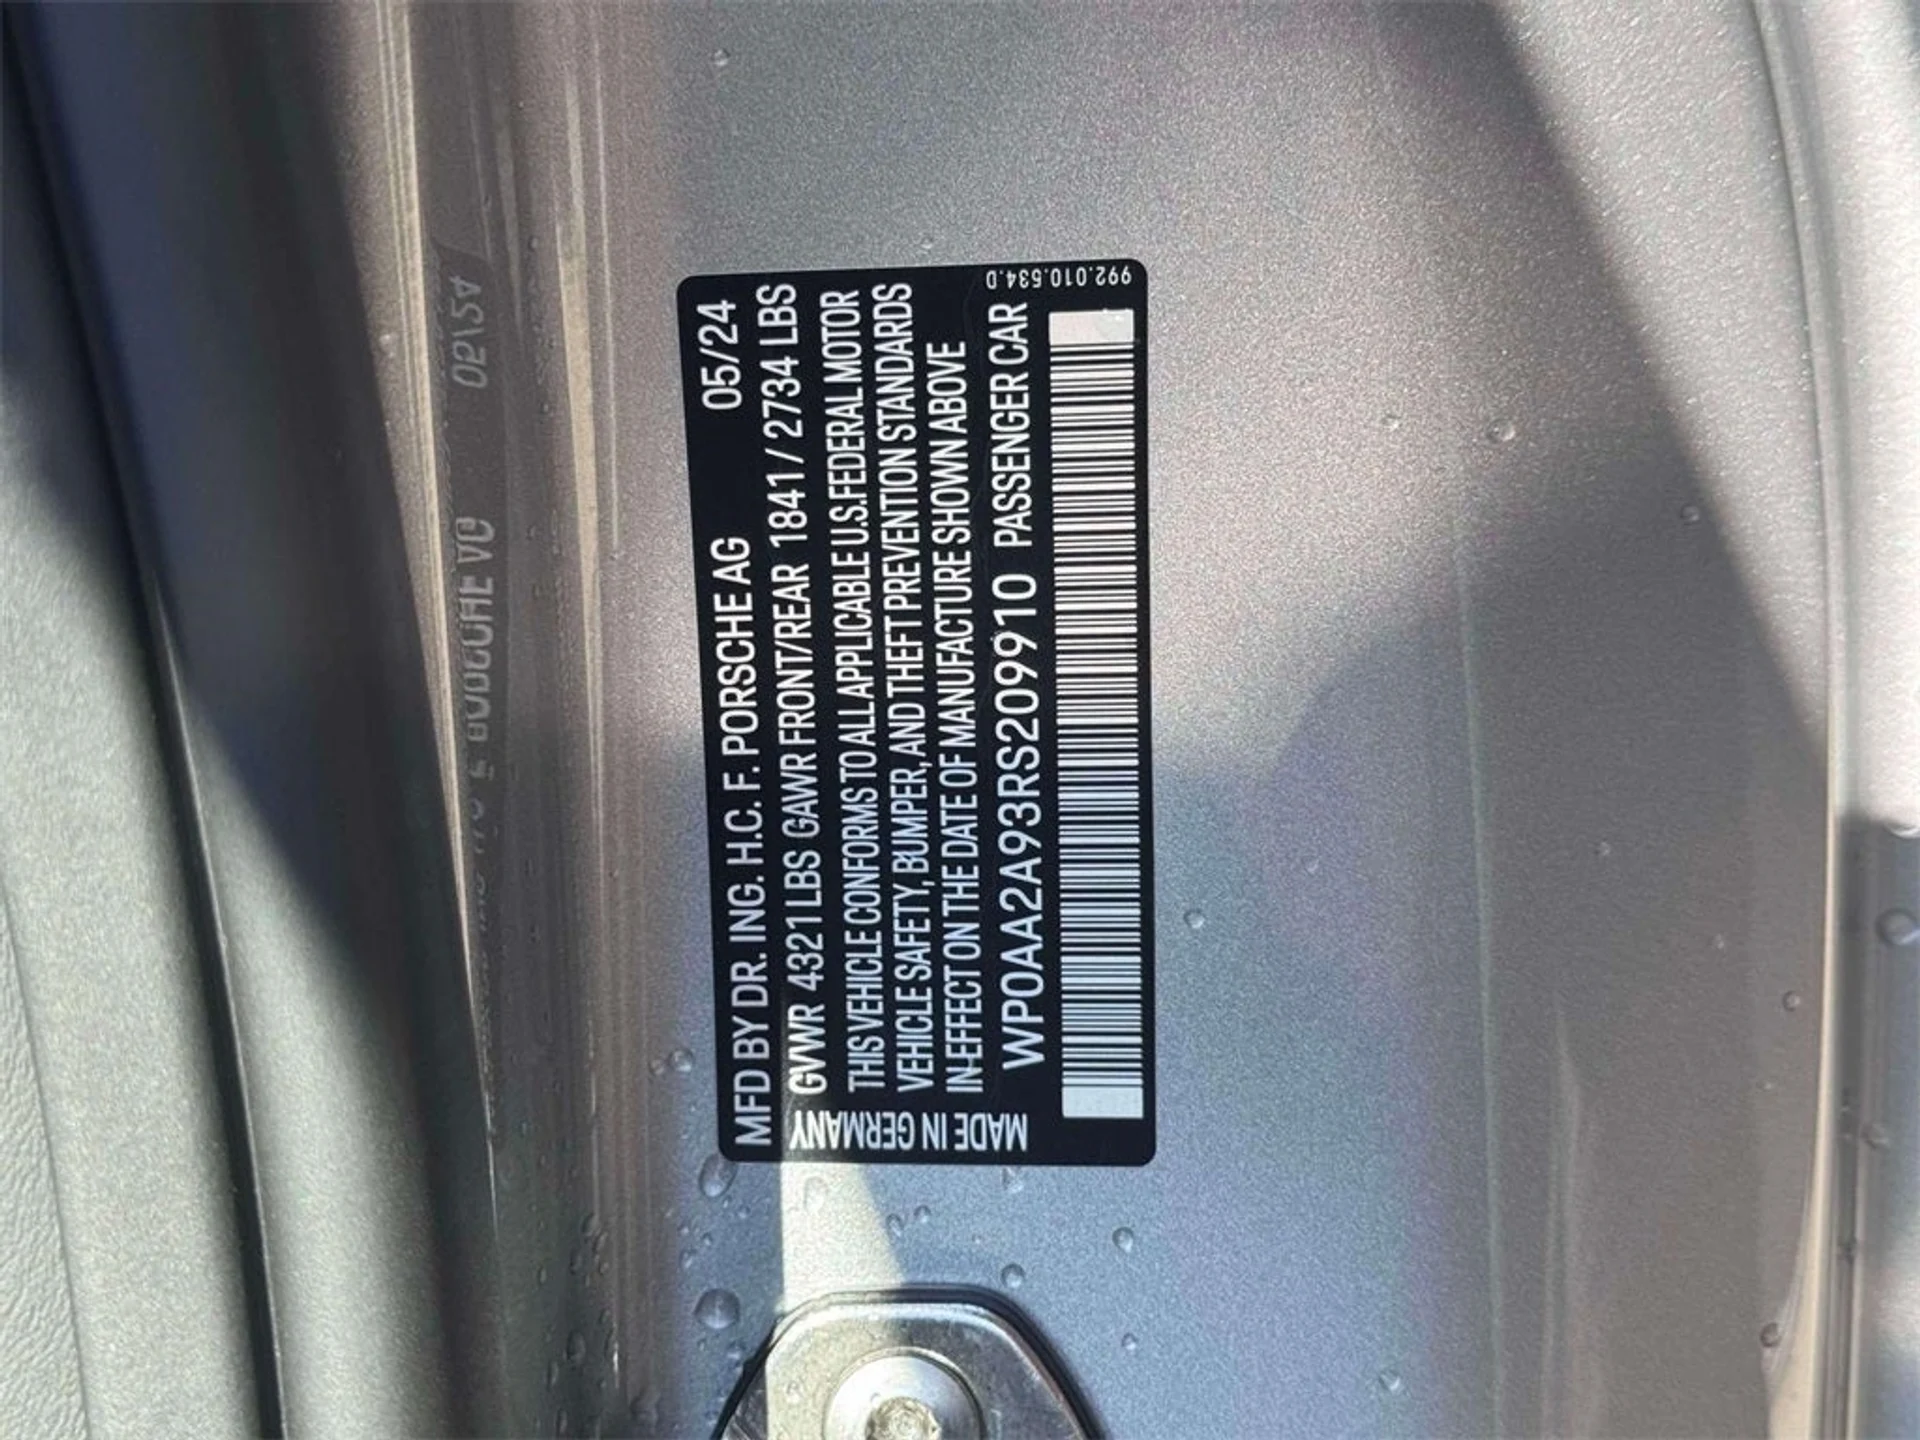 MFD BY DR. ING. H.C. F. PORSCHE AG 05/24
GVWR 4321 LBS GAWR FRONT/REAR 1841 / 2734 LBS
THIS VEHICLE CONFORMS TO ALL APPLICABLE U.S.FEDERAL MOTOR
VEHICLE SAFETY, BUMPER, AND THEFT PREVENTION STANDARDS
IN EFFECT ON THE DATE OF MANUFACTURE SHOWN ABOVE
WP0AA2A93RS209910 PASSENGER CAR
MADE IN GERMANY
992.010.534.D